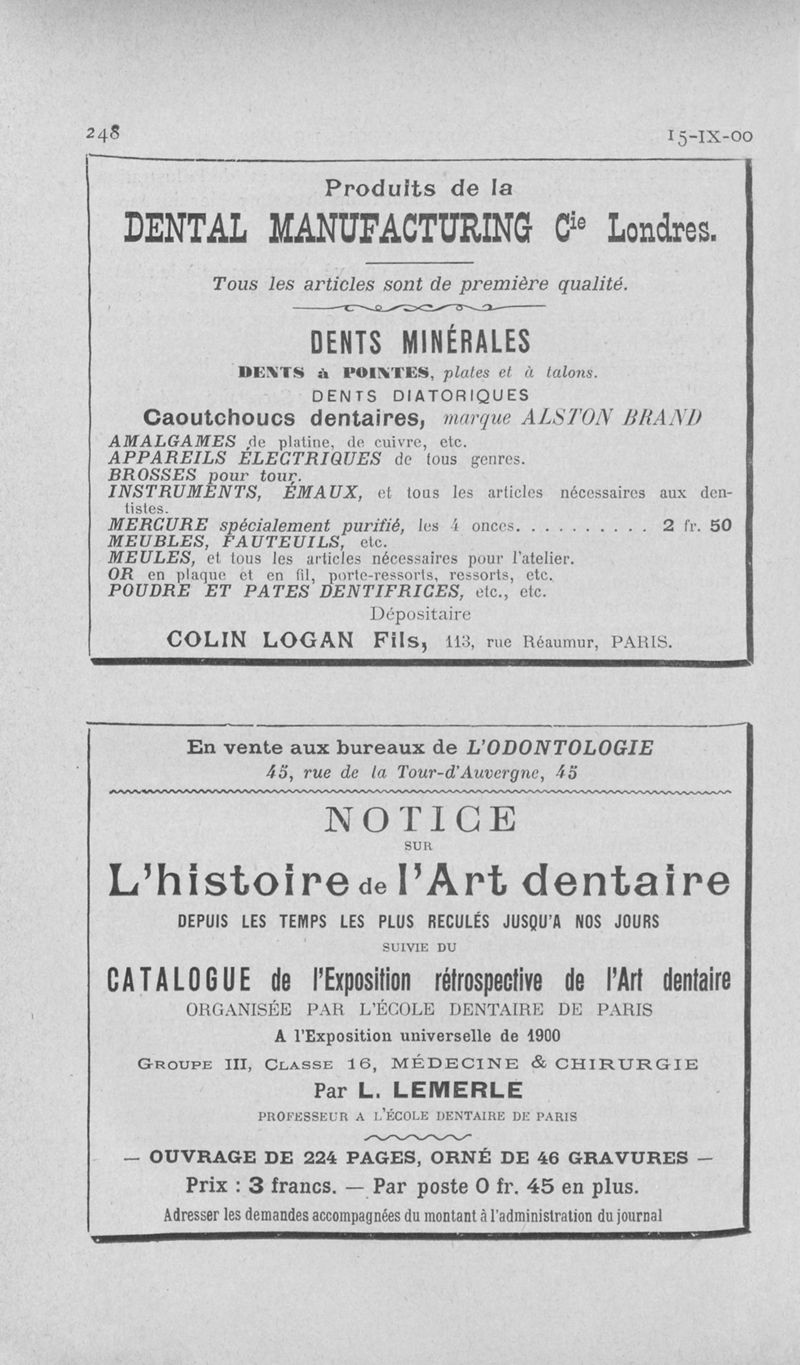 248
15-IX-00
Produits de la
DENTAL MANUFACTURING Cie Londres.
Tous les articles sont de première qualité.
DENTS MINÉRALES
DENTS à POINTES, plates et à talons.
DENTS DIATORIQUES
Caoutchoucs dentaires, marque ALSTON BRAND
AMALGAMES de platine, de cuivre, etc.
APPAREILS ÉLECTRIQUES de tous genres.
BROSSES pour tour.
INSTRUMENTS, ÉMAUX, et tous les articles nécessaires aux den-
tistes.
MERCURE spécialement purifié, les 4 onces. . . . . . . . . . . 2 fr. 50
MEUBLES, FAUTEUILS, etc.
MEULES, et tous les articles nécessaires pour l'atelier.
OR en plaque et en fil, porte-ressorts, ressorts, etc.
POUDRE ET PATES DENTIFRICES, etc., etc.
Dépositaire
COLIN LOGAN Fils, 113, rue Réaumur, PARIS.
En vente aux bureaux de L'ODONTOLOGIE
45, rue de la Tour-d'Auvergne, 45
NOTICE
SUR
L'histoire de l'Art dentaire
DEPUIS LES TEMPS LES PLUS RECULÉS JUSQU'A NOS JOURS
SUIVIE DU
CATALOGUE de l'Exposition rétrospective de l'Art dentaire
ORGANISÉE PAR L'ÉCOLE DENTAIRE DE PARIS
A l'Exposition universelle de 1900
GROUPE III, CLASSE 16, MÉDECINE & CHIRURGIE
Par L. LEMERLE
PROFESSEUR A L'ÉCOLE DENTAIRE DE PARIS
— OUVRAGE DE 224 PAGES, ORNÉ DE 46 GRAVURES —
Prix : 3 francs. — Par poste 0 fr. 45 en plus.
Adresser les demandes accompagnées du montant à l'administration du journal